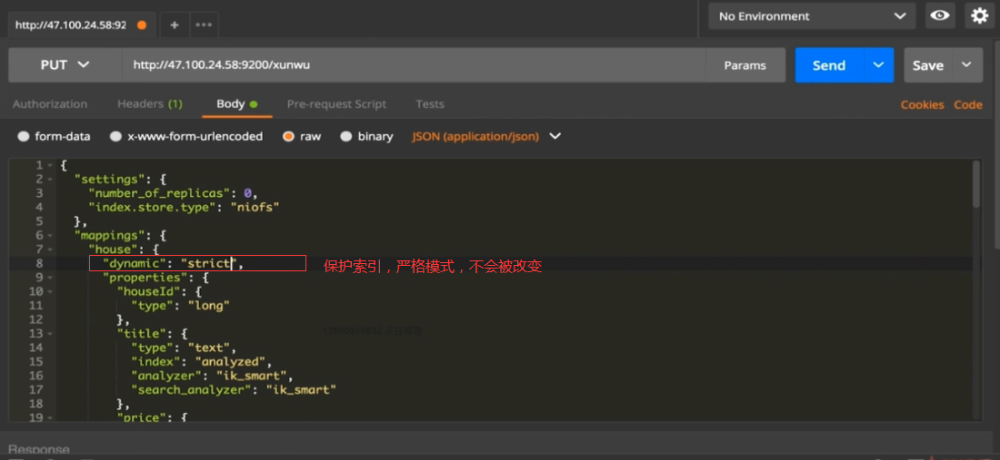 http://47.100.24.58:92
+
•••
No Environment
PUT
http://47.100.24.58:9200/xunwu
Params
Send
Save
Authorization
Headers (1)
Body
Pre-request Script
Tests
Cookies
Code
form-data
x-www-form-urlencoded
raw
binary
JSON (application/json)
1 {
2 "settings": {
3 "number_of_replicas": 0,
4 "index.store.type": "niofs"
5 },
6 "mappings": {
7 "house": {
8 "dynamic": "strict",
保护索引，严格模式，不会被改变
9 "properties": {
10 "houseId": {
11 "type": "long"
12 },
13 "title": {
14 "type": "text",
15 "index": "analyzed",
16 "analyzer": "ik_smart",
17 "search_analyzer": "ik_smart"
18 },
19 "price": {
Response